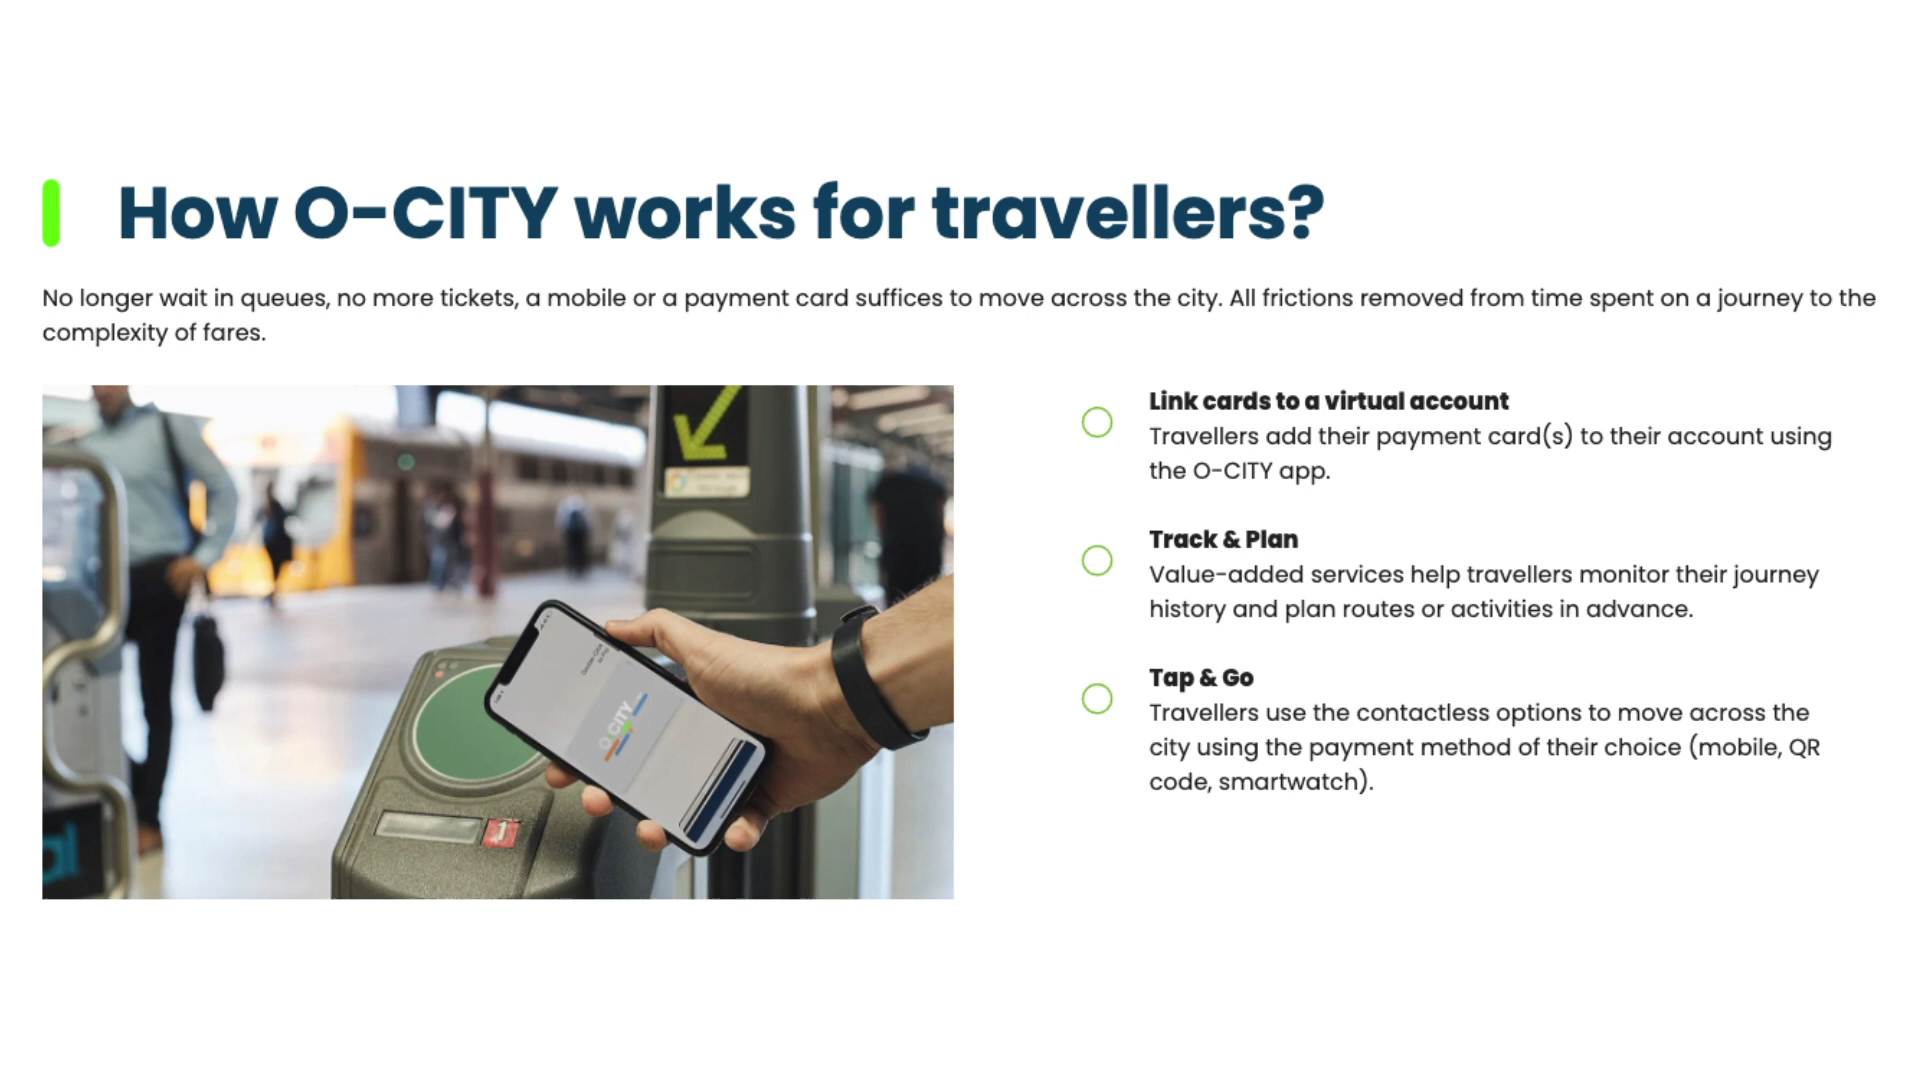 How O-CITY works for travellers?
No longer wait in queues, no more tickets, a mobile or a payment card suffices to move across the city. All frictions removed from time spent on a journey to the
complexity of fares.
Link cards to a virtual account
Travellers add their payment card(s) to their account using
the O-CITY app.
Track & Plan
Value-added services help travellers monitor their journey
history and plan routes or activities in advance.
Tap & Go
Travellers use the contactless options to move across the
city using the payment method of their choice (mobile, QR
code, smartwatch).
O CITY